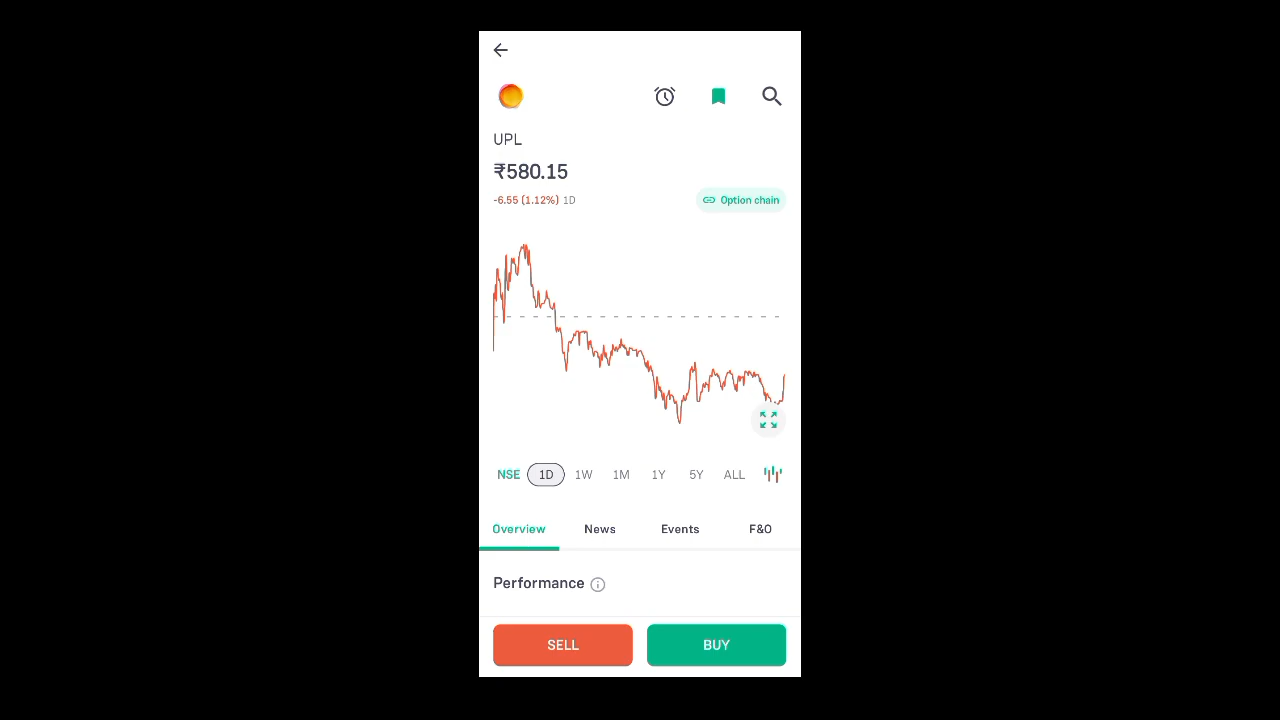 UPL
₹580.15
-6.55 (1.12%) 1D
Option chain
NSE 1D 1W 1M 1Y 5Y ALL
Overview News Events F&O
Performance
SELL BUY